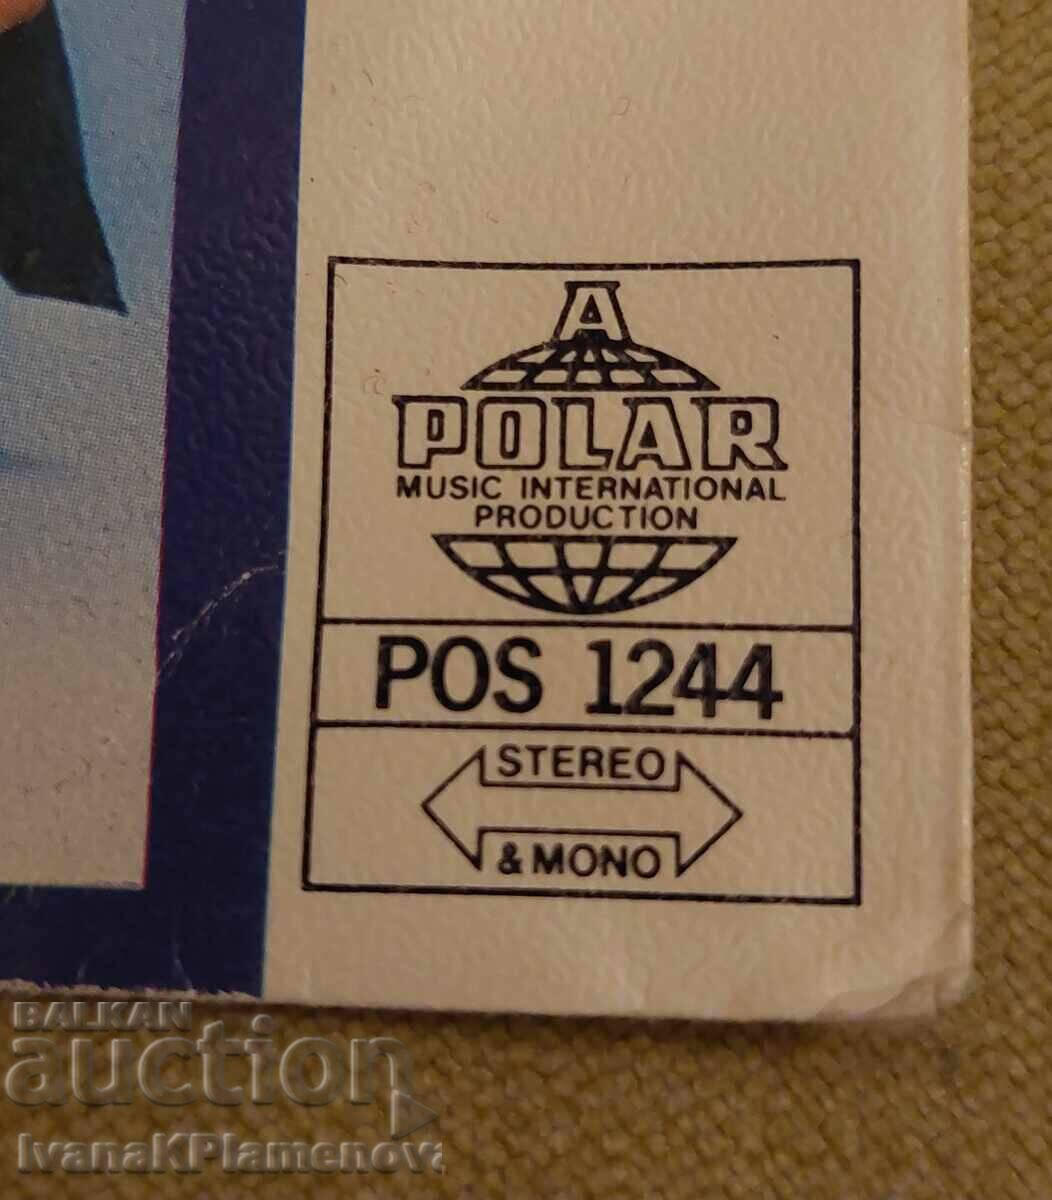 A
POLAR
MUSIC INTERNATIONAL
PRODUCTION
POS 1244
STEREO
& MONO
BALKAN
auction
IvanaKPlamenova